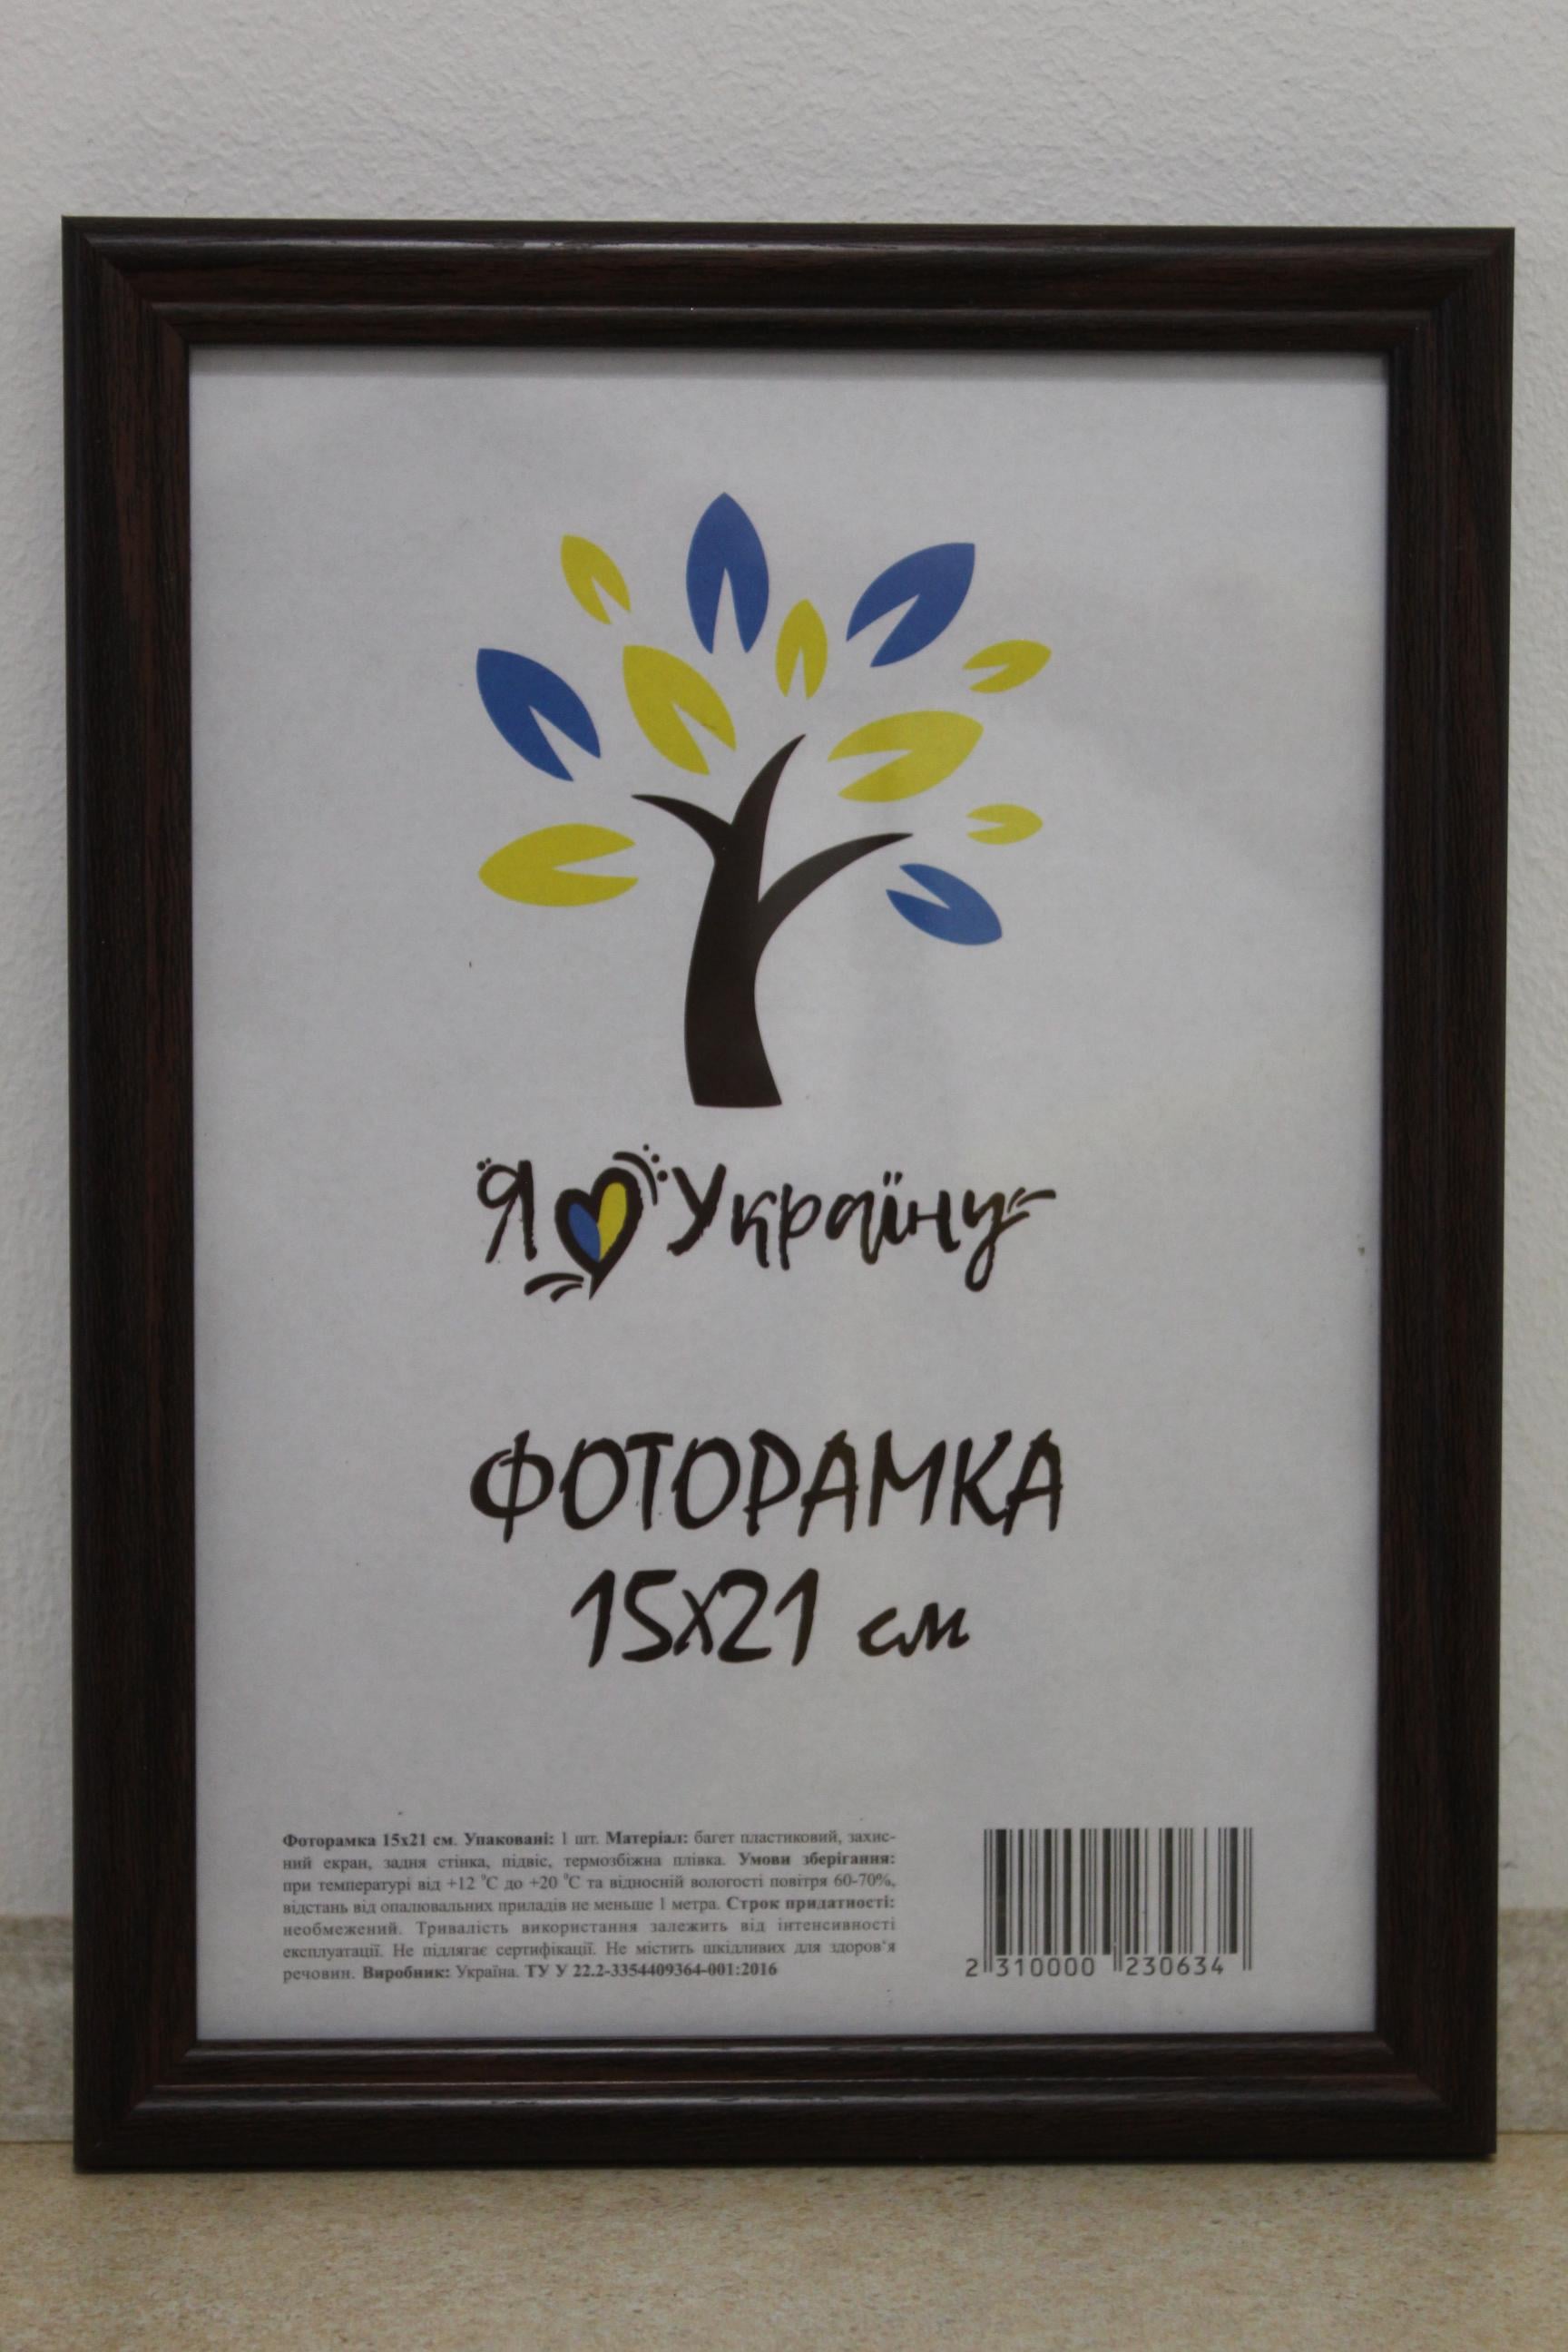 Я Україну
ФОТОРАМКА
15х21 см
Фоторамка 15х21 см. Упаковані: 1 шт. Матеріал: багет пластиковий, захис-
ний екран, задня стінка, підвіс, термозбіжна плівка. Умови зберігання:
при температурі від +12 °С до +20 °С та відносній вологості повітря 60-70%,
відстань від опалювальних приладів не меньше 1 метра. Строк придатності:
необмежений. Тривалість використання залежить від інтенсивності
експлуатації. Не підлягає сертифікації. Не містить шкідливих для здоров'я
речовин. Виробник: Україна. ТУ У 22.2-3354409364-001:2016
2 310000 230634